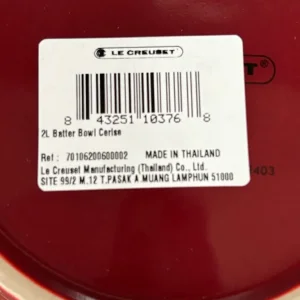 LE CREUSET
8 43251 10376 8
2L Batter Bowl Cerise
Ref: 70106200600002 MADE IN THAILAND
Le Creuset Manufacturing (Thailand) Co., Ltd.
SITE 99/2 M.12 T.PASAK A.MUANG LAMPHUN 51000